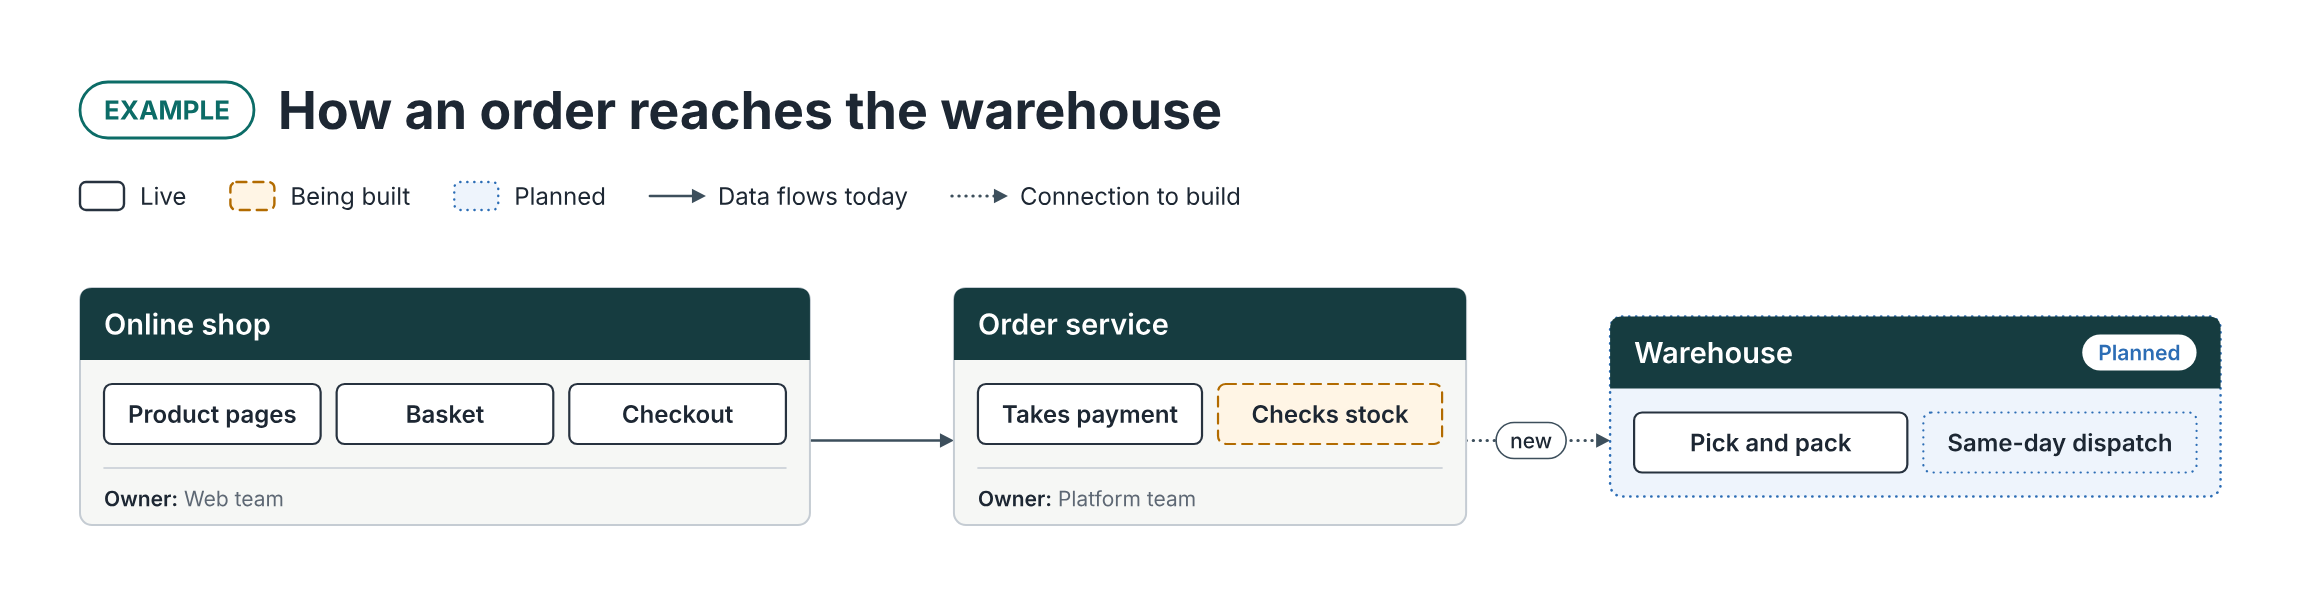 EXAMPLE How an order reaches the warehouse
Live Being built Planned Data flows today Connection to build
Online shop
Product pages Basket Checkout
Owner: Web team
Order service
Takes payment Checks stock
Owner: Platform team
new
Warehouse Planned
Pick and pack Same-day dispatch